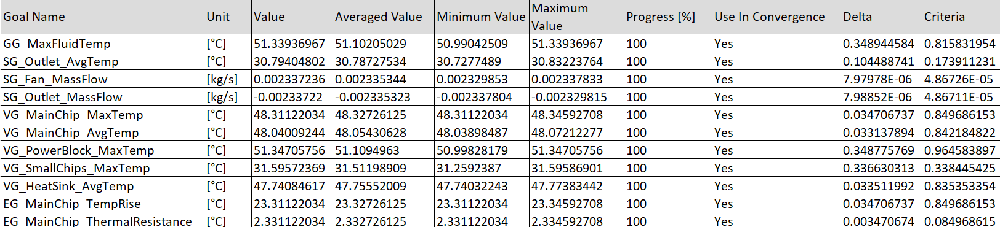 Goal Name Unit Value Averaged Value Minimum Value Maximum Value Progress [%] Use In Convergence Delta Criteria
GG_MaxFluidTemp [°C] 51.33936967 51.10205029 50.99042509 51.33936967 100 Yes 0.348944584 0.815831954
SG_Outlet_AvgTemp [°C] 30.79404802 30.78727534 30.7277489 30.83223764 100 Yes 0.104488741 0.173911231
SG_Fan_MassFlow [kg/s] 0.002337236 0.002335344 0.002329853 0.002337833 100 Yes 7.97978E-06 4.86726E-05
SG_Outlet_MassFlow [kg/s] -0.00233722 -0.002335323 -0.002337804 -0.002329815 100 Yes 7.98852E-06 4.86711E-05
VG_MainChip_MaxTemp [°C] 48.31122034 48.32726125 48.31122034 48.34592708 100 Yes 0.034706737 0.849686153
VG_MainChip_AvgTemp [°C] 48.04009244 48.05430628 48.03898487 48.07212277 100 Yes 0.033137894 0.842184822
VG_PowerBlock_MaxTemp [°C] 51.34705756 51.1094963 50.99828179 51.34705756 100 Yes 0.348775769 0.964583897
VG_SmallChips_MaxTemp [°C] 31.59572369 31.51198909 31.2592387 31.59586901 100 Yes 0.336630313 0.338445425
VG_HeatSink_AvgTemp [°C] 47.74084617 47.75552009 47.74032243 47.77383442 100 Yes 0.033511992 0.835353354
EG_MainChip_TempRise [°C] 23.31122034 23.32726125 23.31122034 23.34592708 100 Yes 0.034706737 0.849686153
EG_MainChip_ThermalResistance [°C] 2.331122034 2.332726125 2.331122034 2.334592708 100 Yes 0.003470674 0.084968615